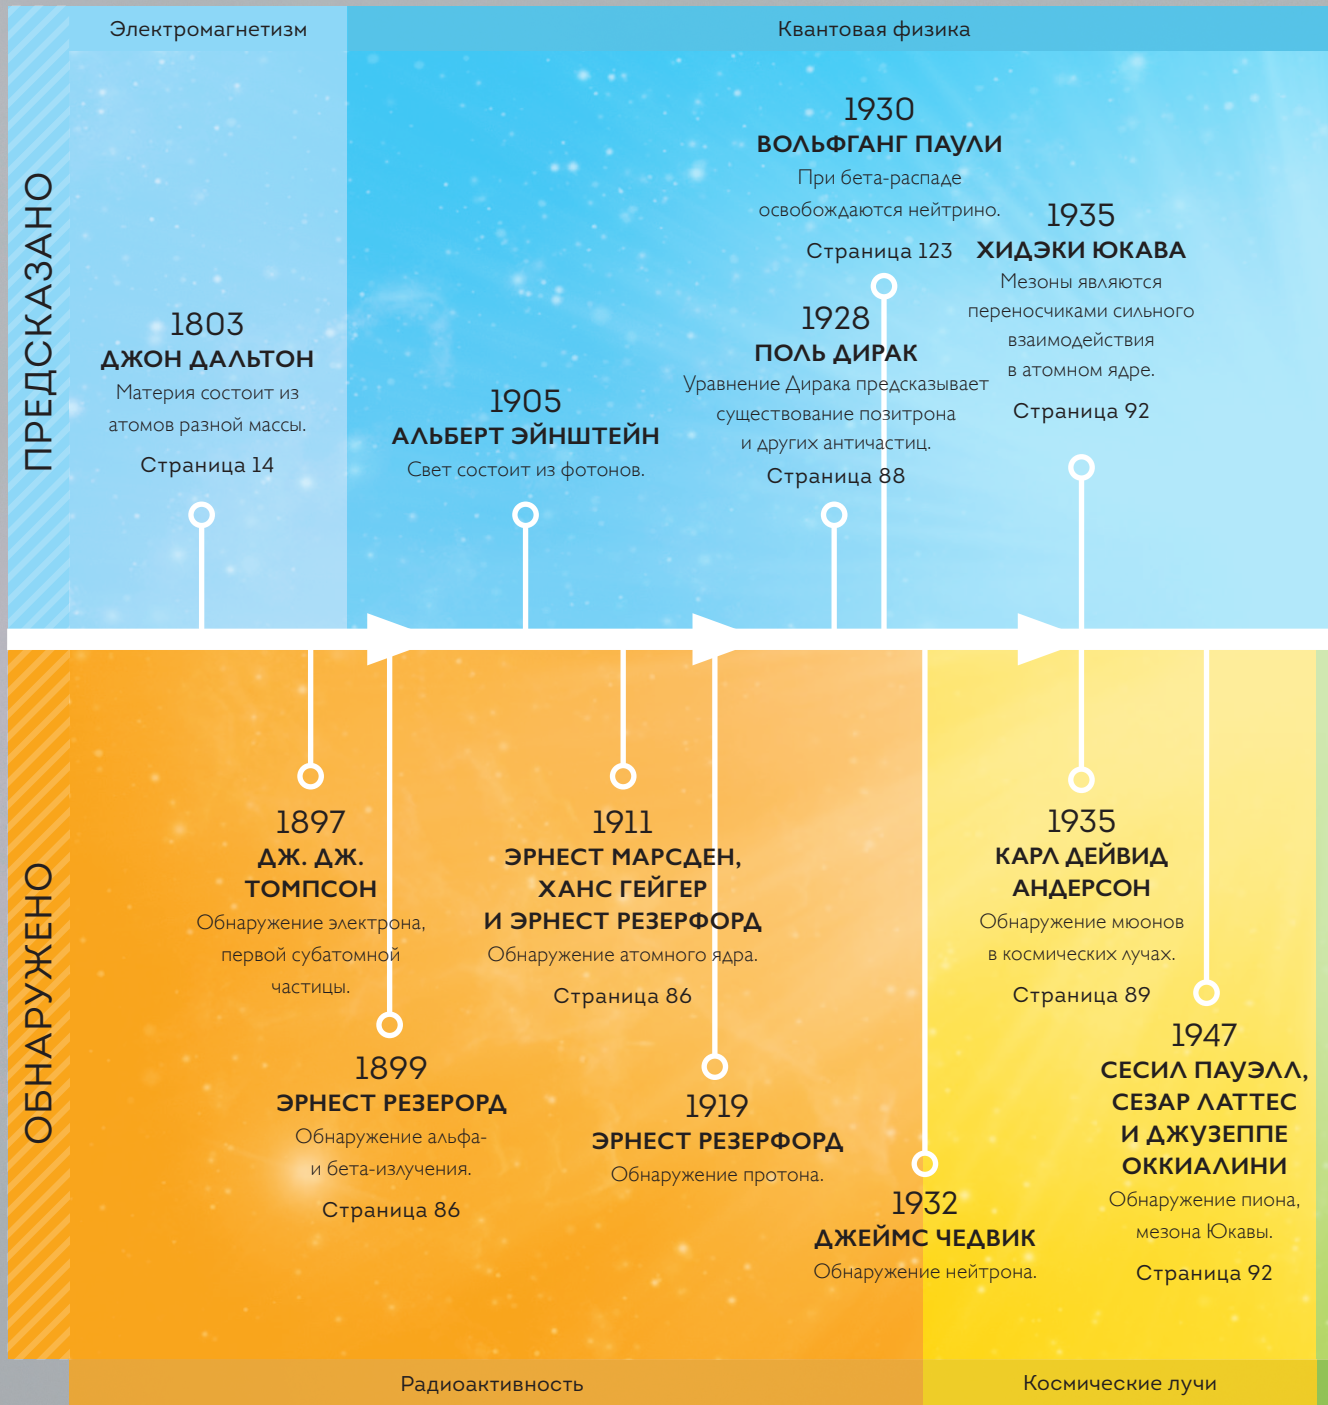 Электромагнетизм
Квантовая физика
ПРЕДСКАЗАНО
1803
ДЖОН ДАЛЬТОН
Материя состоит из
атомов разной массы.
Страница 14
1905
АЛЬБЕРТ ЭЙНШТЕЙН
Свет состоит из фотонов.
1930
ВОЛЬФГАНГ ПАУЛИ
При бета-распаде
освобождаются нейтрино.
Страница 123
1928
ПОЛЬ ДИРАК
Уравнение Дирака предсказывает
существование позитрона
и других античастиц.
Страница 88
1935
ХИДЭКИ ЮКАВА
Мезоны являются
переносчиками сильного
взаимодействия
в атомном ядре.
Страница 92
ОБНАРУЖЕНО
1897
ДЖ. ДЖ.
ТОМПСОН
Обнаружение электрона,
первой субатомной
частицы.
1899
ЭРНЕСТ РЕЗЕРОРД
Обнаружение альфа-
и бета-излучения.
Страница 86
1911
ЭРНЕСТ МАРСДЕН,
ХАНС ГЕЙГЕР
И ЭРНЕСТ РЕЗЕРФОРД
Обнаружение атомного ядра.
Страница 86
1919
ЭРНЕСТ РЕЗЕРФОРД
Обнаружение протона.
1932
ДЖЕЙМС ЧЕДВИК
Обнаружение нейтрона.
1935
КАРЛ ДЕЙВИД
АНДЕРСОН
Обнаружение мюонов
в космических лучах.
Страница 89
1947
СЕСИЛ ПАУЭЛЛ,
СЕЗАР ЛАТТЕС
И ДЖУЗЕППЕ
ОККИАЛИНИ
Обнаружение пиона,
мезона Юкавы.
Страница 92
Радиоактивность
Космические лучи